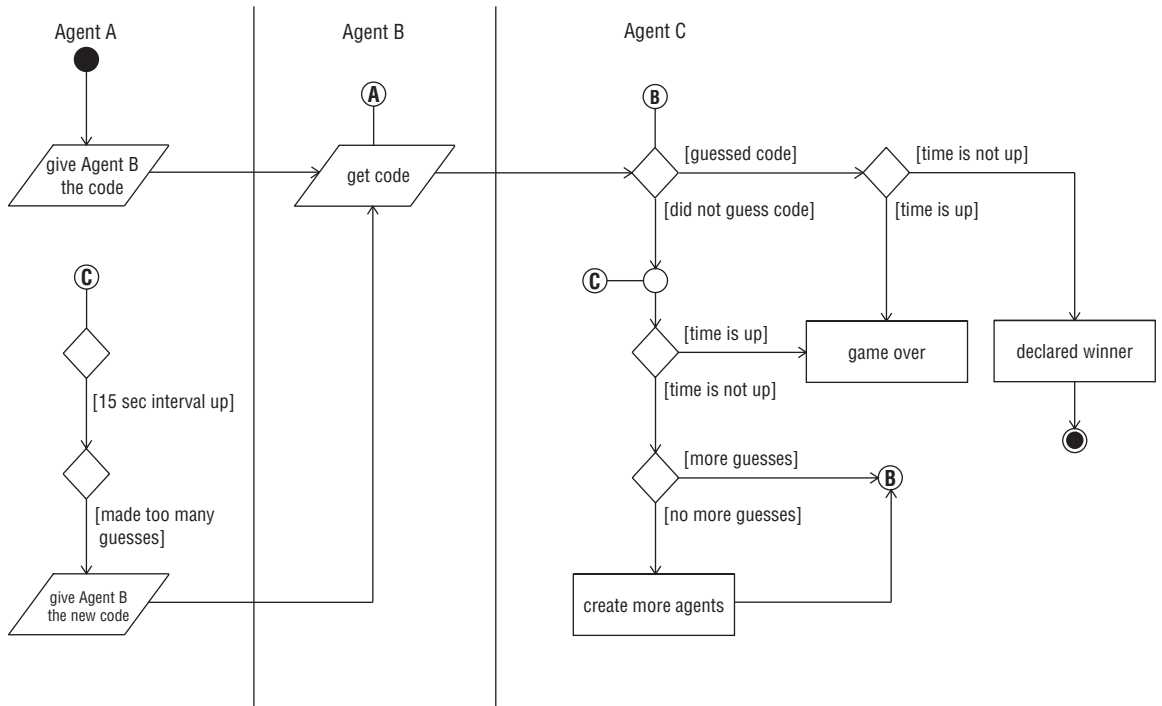 Agent A
Agent B
Agent C
A
B
give Agent B
the code
get code
[guessed code]
[time is not up]
[did not guess code]
[time is up]
C
C
[time is up]
game over
declared winner
[15 sec interval up]
[time is not up]
[more guesses]
B
[made too many
guesses]
[no more guesses]
give Agent B
the new code
create more agents